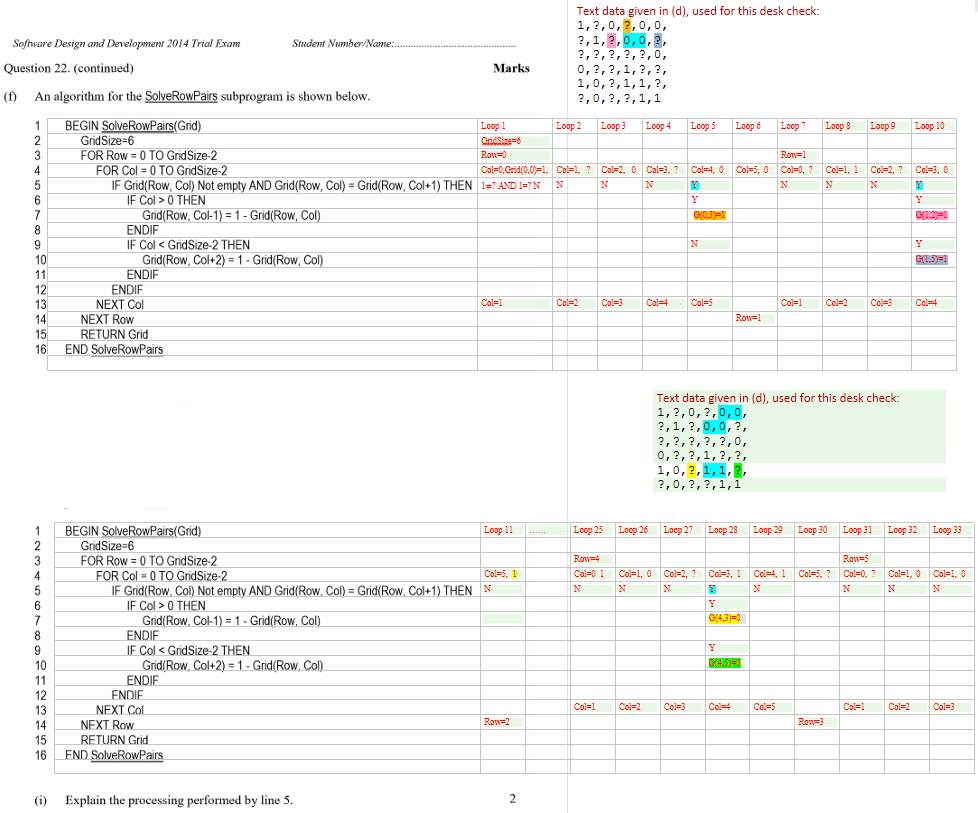 Text data given in (d), used for this desk check:
1,?,0,?,0,0,
?,1,?,0,0,?,
?,?,?,?,?,0,
0,?,?,1,?,?,
1,0,?,1,1,?,
?,0,?,?,1,1
Software Design and Development 2014 Trial Exam Student Number/Name:..................................................
Question 22. (continued) Marks
(f) An algorithm for the SolveRowPairs subprogram is shown below.
1 BEGIN SolveRowPairs(Grid) Loop 1 Loop 2 Loop 3 Loop 4 Loop 5 Loop 6 Loop 7 Loop 8 Loop 9 Loop 10
2 GridSize=6 GridSize=6
3 FOR Row = 0 TO GridSize-2 Row=0 Row=1
4 FOR Col = 0 TO GridSize-2 Col=0,Grid(0,0)=1, Col=1, ? Col=2, 0 Col=3, ? Col=4, 0 Col=5, 0 Col=0, ? Col=1, 1 Col=2, ? Col=3, 0
5 IF Grid(Row, Col) Not empty AND Grid(Row, Col) = Grid(Row, Col+1) THEN 1≠? AND 1=? N N N N Y N N N Y
6 IF Col > 0 THEN Y Y
7 Grid(Row, Col-1) = 1 - Grid(Row, Col) G(0,3)=1 G(1,2)=1
8 ENDIF
9 IF Col < GridSize-2 THEN N Y
10 Grid(Row, Col+2) = 1 - Grid(Row, Col) G(1,5)=1
11 ENDIF
12 ENDIF
13 NEXT Col Col=1 Col=2 Col=3 Col=4 Col=5 Col=1 Col=2 Col=3 Col=4
14 NEXT Row Row=1
15 RETURN Grid
16 END SolveRowPairs
Text data given in (d), used for this desk check:
1,?,0,?,0,0,
?,1,?,0,0,?,
?,?,?,?,?,0,
0,?,?,1,?,?,
1,0,?,1,1,?,
?,0,?,?,1,1
1 BEGIN SolveRowPairs(Grid) Loop 11 ...... Loop 25 Loop 26 Loop 27 Loop 28 Loop 29 Loop 30 Loop 31 Loop 32 Loop 33
2 GridSize=6
3 FOR Row = 0 TO GridSize-2 Row=4 Row=5
4 FOR Col = 0 TO GridSize-2 Col=5, 1 Col=0 1 Col=1, 0 Col=2, ? Col=3, 1 Col=4, 1 Col=5, ? Col=0, ? Col=1, 0 Col=1, 0
5 IF Grid(Row, Col) Not empty AND Grid(Row, Col) = Grid(Row, Col+1) THEN N N N N Y N N N N
6 IF Col > 0 THEN Y
7 Grid(Row, Col-1) = 1 - Grid(Row, Col) G(4,3)=0
8 ENDIF
9 IF Col < GridSize-2 THEN Y
10 Grid(Row, Col+2) = 1 - Grid(Row, Col)
11 ENDIF
12 ENDIF
13 NEXT Col Col=1 Col=2 Col=3 Col=4 Col=5 Col=1 Col=2 Col=3
14 NEXT Row Row=2 Row=3
15 RETURN Grid
16 END SolveRowPairs
(i) Explain the processing performed by line 5. 2